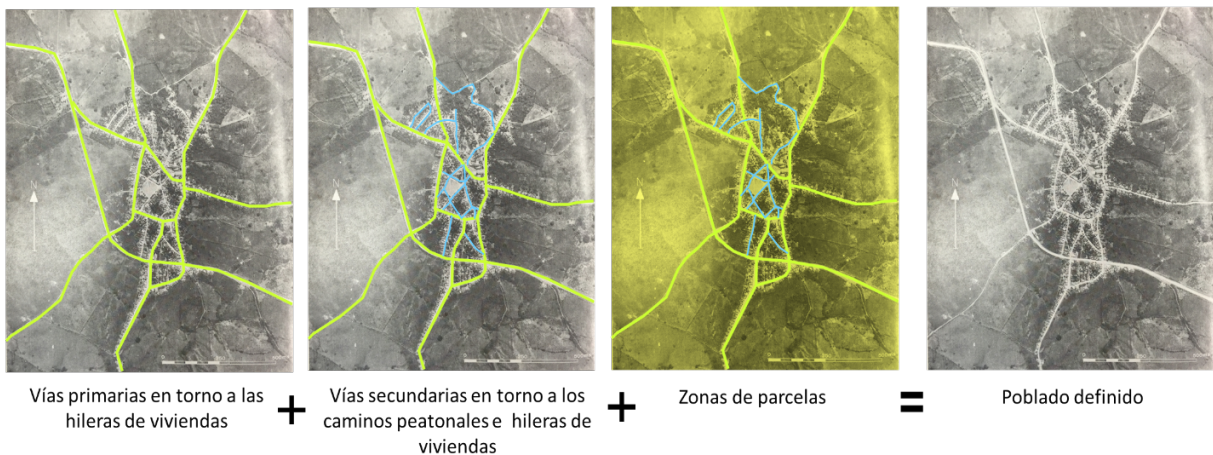 N
N
N
N
Vías primarias en torno a las
hileras de viviendas
+
Vías secundarias en torno a los
caminos peatonales e hileras de
viviendas
+
Zonas de parcelas
=
Poblado definido